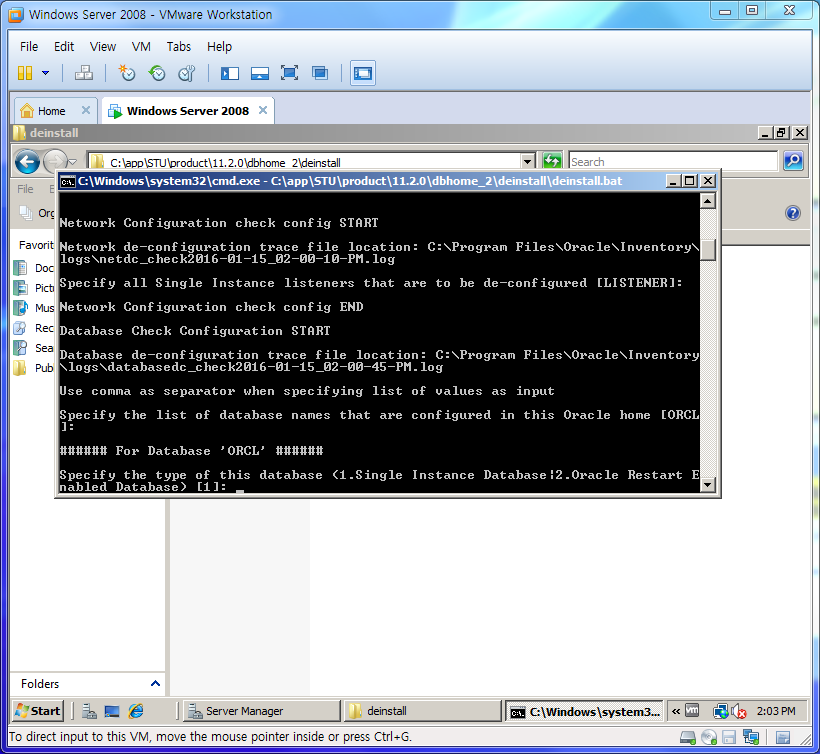 Windows Server 2008 - VMware Workstation
File Edit View VM Tabs Help
Home
Windows Server 2008
deinstall
C:\app\STU\product\11.2.0\dbhome_2\deinstall
Search
File
Org
C:\Windows\system32\cmd.exe - C:\app\STU\product\11.2.0\dbhome_2\deinstall\deinstall.bat
Network Configuration check config START
Network de-configuration trace file location: C:\Program Files\Oracle\Inventory\
logs\netdc_check2016-01-15_02-00-10-PM.log
Specify all Single Instance listeners that are to be de-configured [LISTENER]:
Network Configuration check config END
Database Check Configuration START
Database de-configuration trace file location: C:\Program Files\Oracle\Inventory
\logs\databasedc_check2016-01-15_02-00-45-PM.log
Use comma as separator when specifying list of values as input
Specify the list of database names that are configured in this Oracle home [ORCL
]:
###### For Database 'ORCL' ######
Specify the type of this database (1.Single Instance Database|2.Oracle Restart E
nabled Database) [1]:
Favorit
Doc
Pict
Mus
Rec
Sea
Pub
Folders
Start
Server Manager
deinstall
C:\Windows\system3...
«
vm
2:03 PM
To direct input to this VM, move the mouse pointer inside or press Ctrl+G.